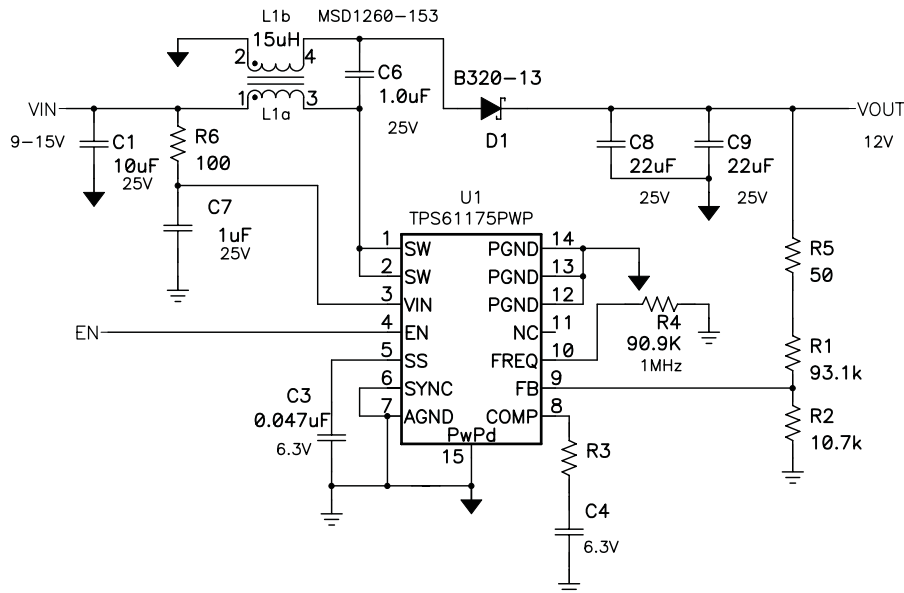 L1b MSD1260-153
15uH
2 4
C6
1.0uF
25V
B320-13
D1
VIN
9-15V
1 3
L1a
C1
10uF
25V
R6
100
C7
1uF
25V
C8
22uF
25V
C9
22uF
25V
VOUT
12V
U1
TPS61175PWP
1 SW PGND 14
2 SW PGND 13
3 VIN PGND 12
EN 4 EN NC 11
5 SS FREQ 10
6 SYNC FB 9
7 AGND COMP 8
PwPd
15
R4
90.9K
1MHz
R5
50
R1
93.1k
R2
10.7k
C3
0.047uF
6.3V
R3
C4
6.3V